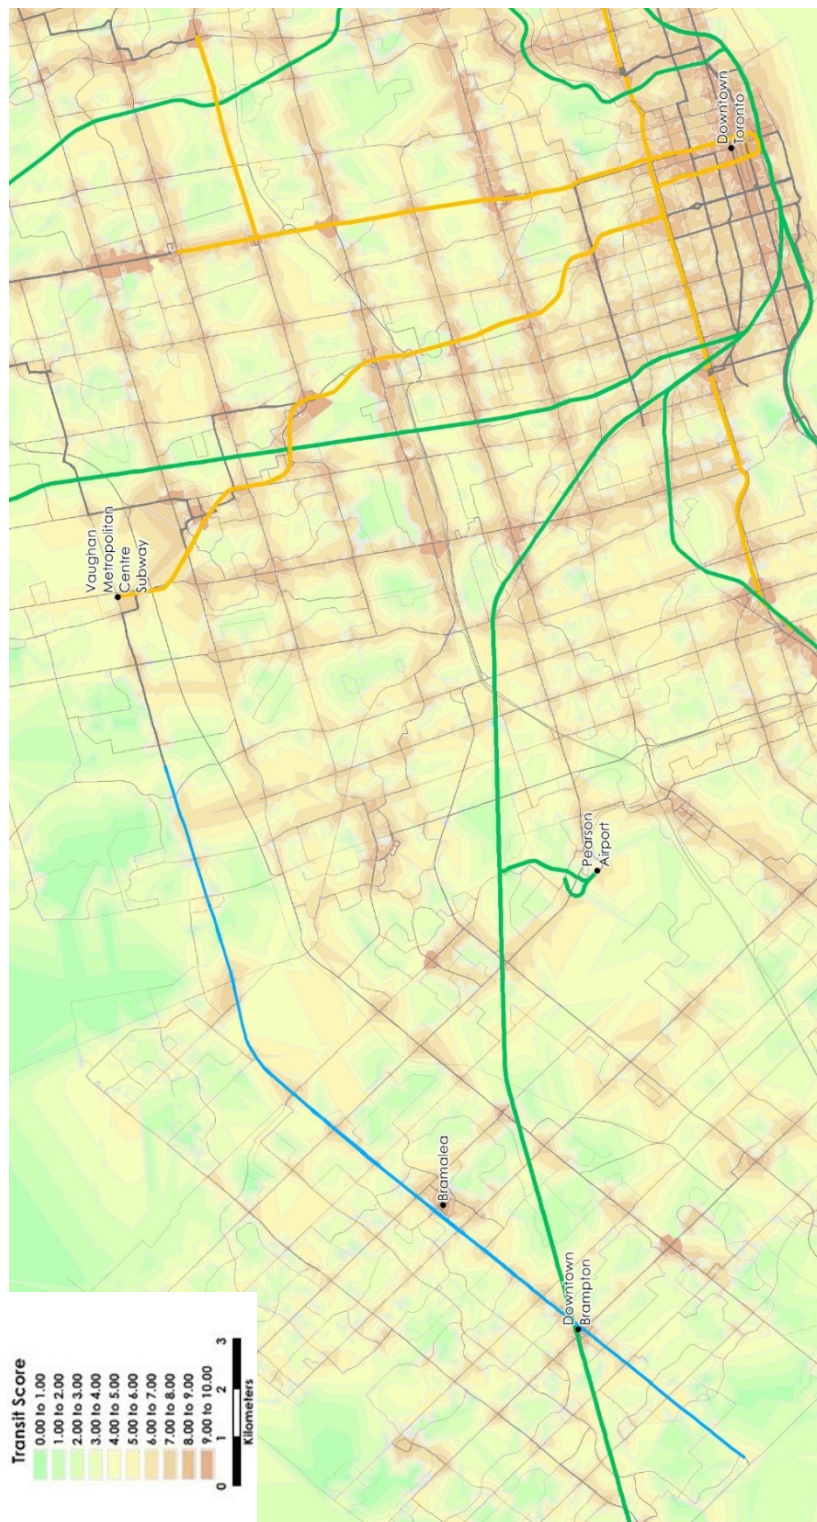 Transit Score
0.00 to 1.00
1.00 to 2.00
2.00 to 3.00
3.00 to 4.00
4.00 to 5.00
5.00 to 6.00
6.00 to 7.00
7.00 to 8.00
8.00 to 9.00
9.00 to 10.00
0 1 2 3
Kilometers
Downtown
Brampton
Bramalea
Pearson
Airport
Vaughan
Metropolitan
Centre
Subway
Downtown
Toronto